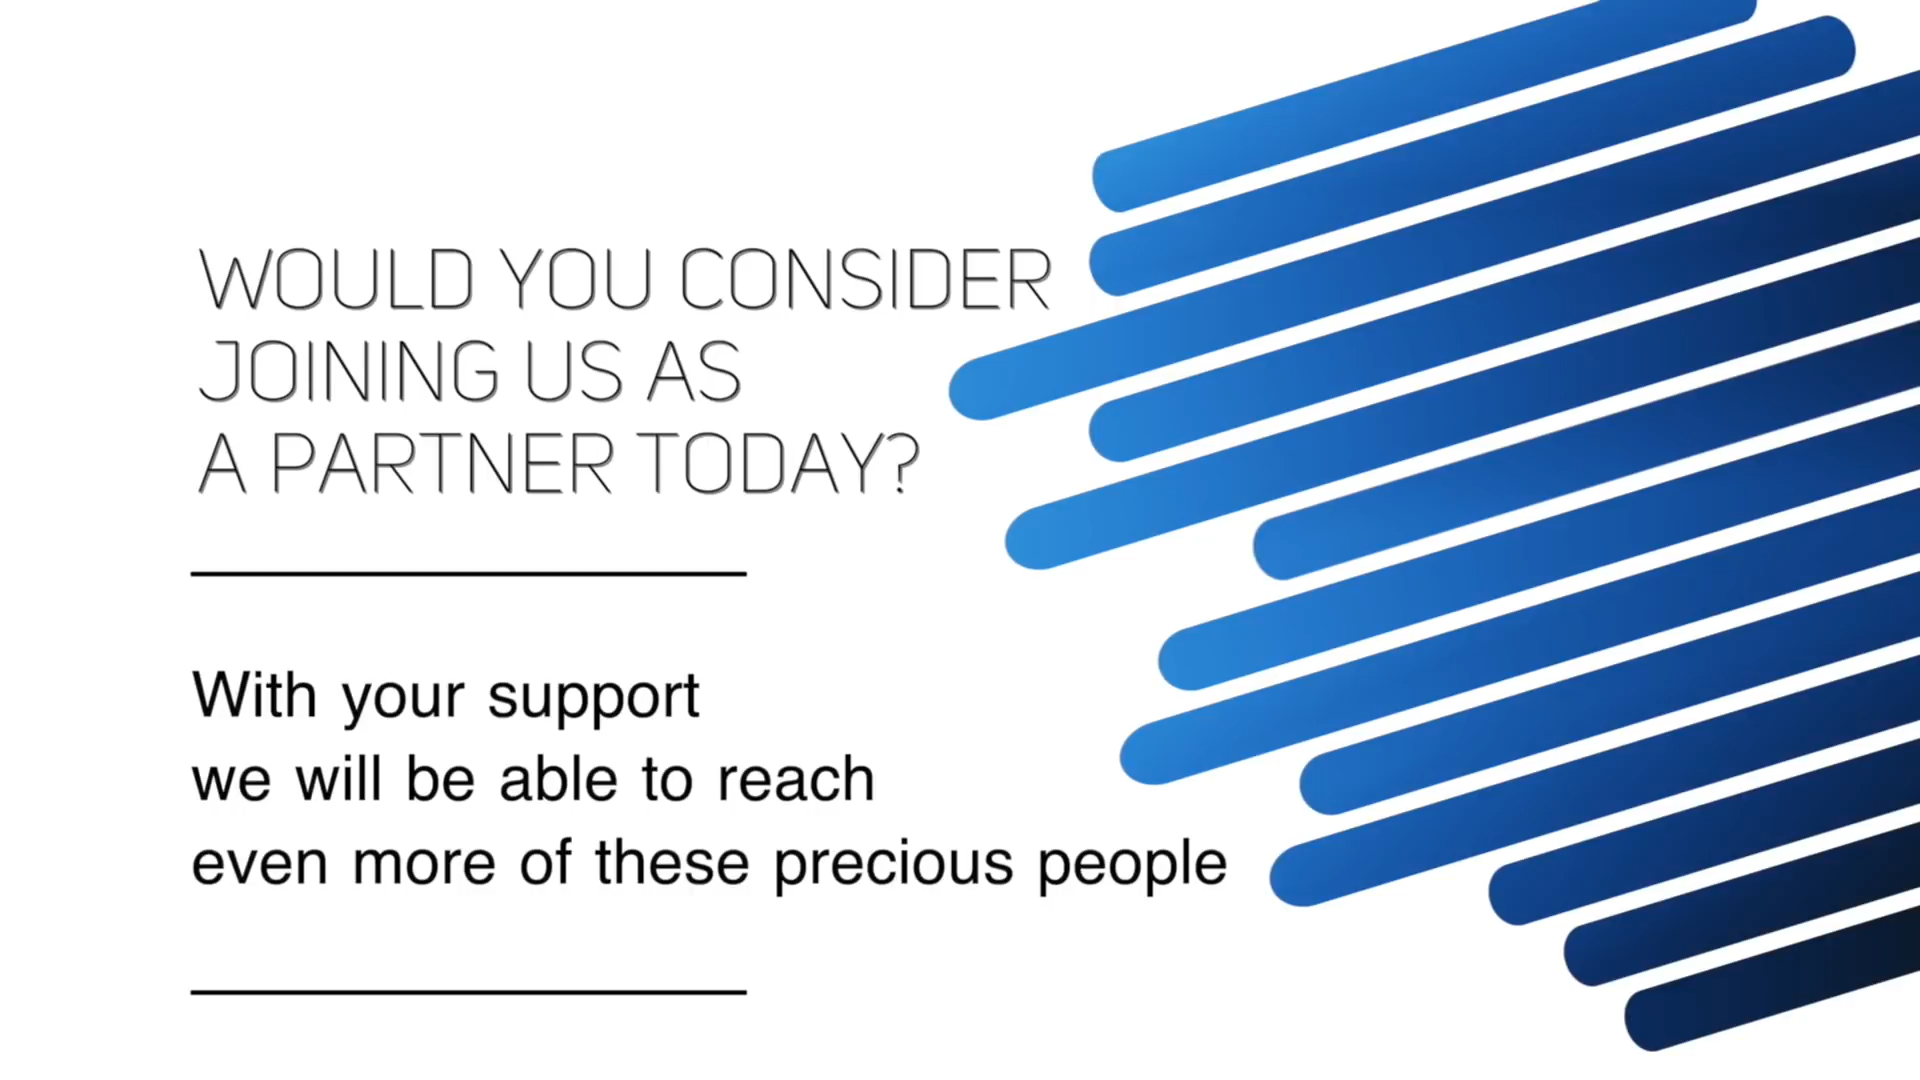 WOULD YOU CONSIDER
JOINING US AS
A PARTNER TODAY?
With your support
we will be able to reach
even more of these precious people